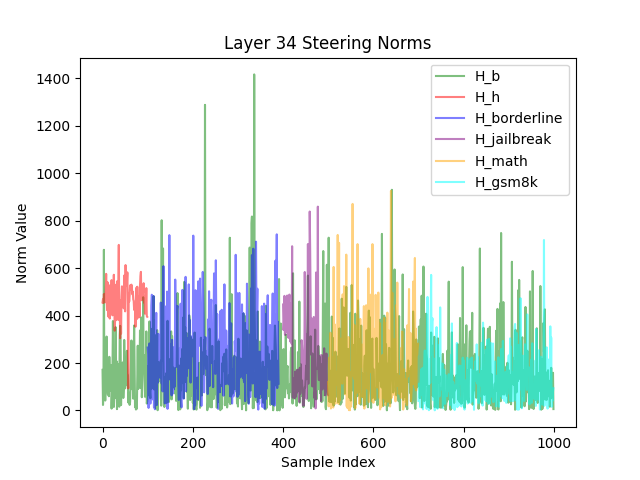 Layer 34 Steering Norms
1400
1200
1000
800
600
400
200
0
Norm Value
H_b
H_h
H_borderline
H_jailbreak
H_math
H_gsm8k
0 200 400 600 800 1000
Sample Index